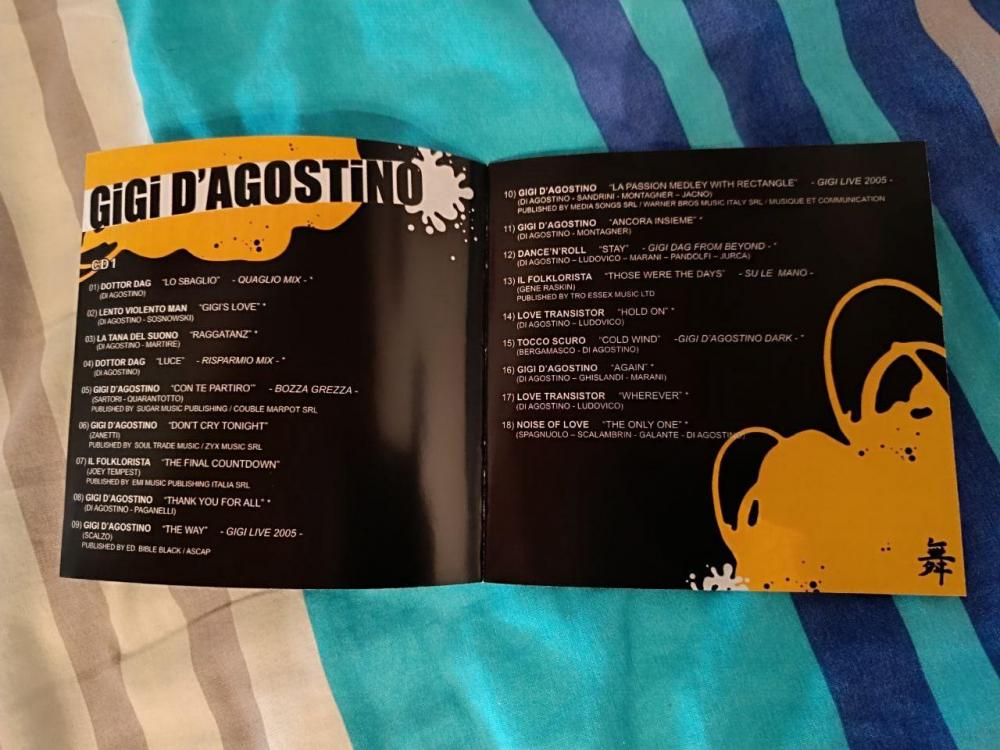 GiGi D'AGOSTiNO
CD1
01) DOTTOR DAG "LO SBAGLIO" - QUAGLIO MIX - *
(DI AGOSTINO)
02) LENTO VIOLENTO MAN "GIGI'S LOVE" *
(DI AGOSTINO - SOSNOWSKI)
03) LA TANA DEL SUONO "RAGGATANZ" *
(DI AGOSTINO - MARTIRE)
04) DOTTOR DAG "LUCE" - RISPARMIO MIX - *
(DI AGOSTINO)
05) GIGI D'AGOSTINO "CON TE PARTIRO'" - BOZZA GREZZA -
(SARTORI - QUARANTOTTO)
PUBLISHED BY SUGAR MUSIC PUBLISHING / COUBLE MARPOT SRL
06) GIGI D'AGOSTINO "DON'T CRY TONIGHT"
(ZANETTI)
PUBLISHED BY SOUL TRADE MUSIC / ZYX MUSIC SRL
07) IL FOLKLORISTA "THE FINAL COUNTDOWN"
(JOEY TEMPEST)
PUBLISHED BY EMI MUSIC PUBLISHING ITALIA SRL
08) GIGI D'AGOSTINO "THANK YOU FOR ALL" *
(DI AGOSTINO - PAGANELLI)
09) GIGI D'AGOSTINO "THE WAY" - GIGI LIVE 2005 -
(SCALZO)
PUBLISHED BY ED. BIBLE BLACK / ASCAP
10) GIGI D'AGOSTINO "LA PASSION MEDLEY WITH RECTANGLE" - GIGI LIVE 2005 -
(DI AGOSTINO - SANDRINI - MONTAGNER – JACNO)
PUBLISHED BY MEDIA SONGS SRL / WARNER BROS MUSIC ITALY SRL / MUSIQUE ET COMMUNICATION
11) GIGI D'AGOSTINO "ANCORA INSIEME" *
(DI AGOSTINO - MONTAGNER)
12) DANCE'N'ROLL "STAY" - GIGI DAG FROM BEYOND - *
(DI AGOSTINO – LUDOVICO – MARANI – PANDOLFI – JURCA)
13) IL FOLKLORISTA "THOSE WERE THE DAYS" - SU LE MANO -
(GENE RASKIN)
PUBLISHED BY TRO ESSEX MUSIC LTD
14) LOVE TRANSISTOR "HOLD ON" *
(DI AGOSTINO – LUDOVICO)
15) TOCCO SCURO "COLD WIND" -GIGI D'AGOSTINO DARK - *
(BERGAMASCO - DI AGOSTINO)
16) GIGI D'AGOSTINO "AGAIN" *
(DI AGOSTINO – GHISLANDI - MARANI)
17) LOVE TRANSISTOR "WHEREVER" *
(DI AGOSTINO - LUDOVICO)
18) NOISE OF LOVE "THE ONLY ONE" *
(SPAGNUOLO – SCALAMBRIN - GALANTE - DI AGOSTINO)
舞